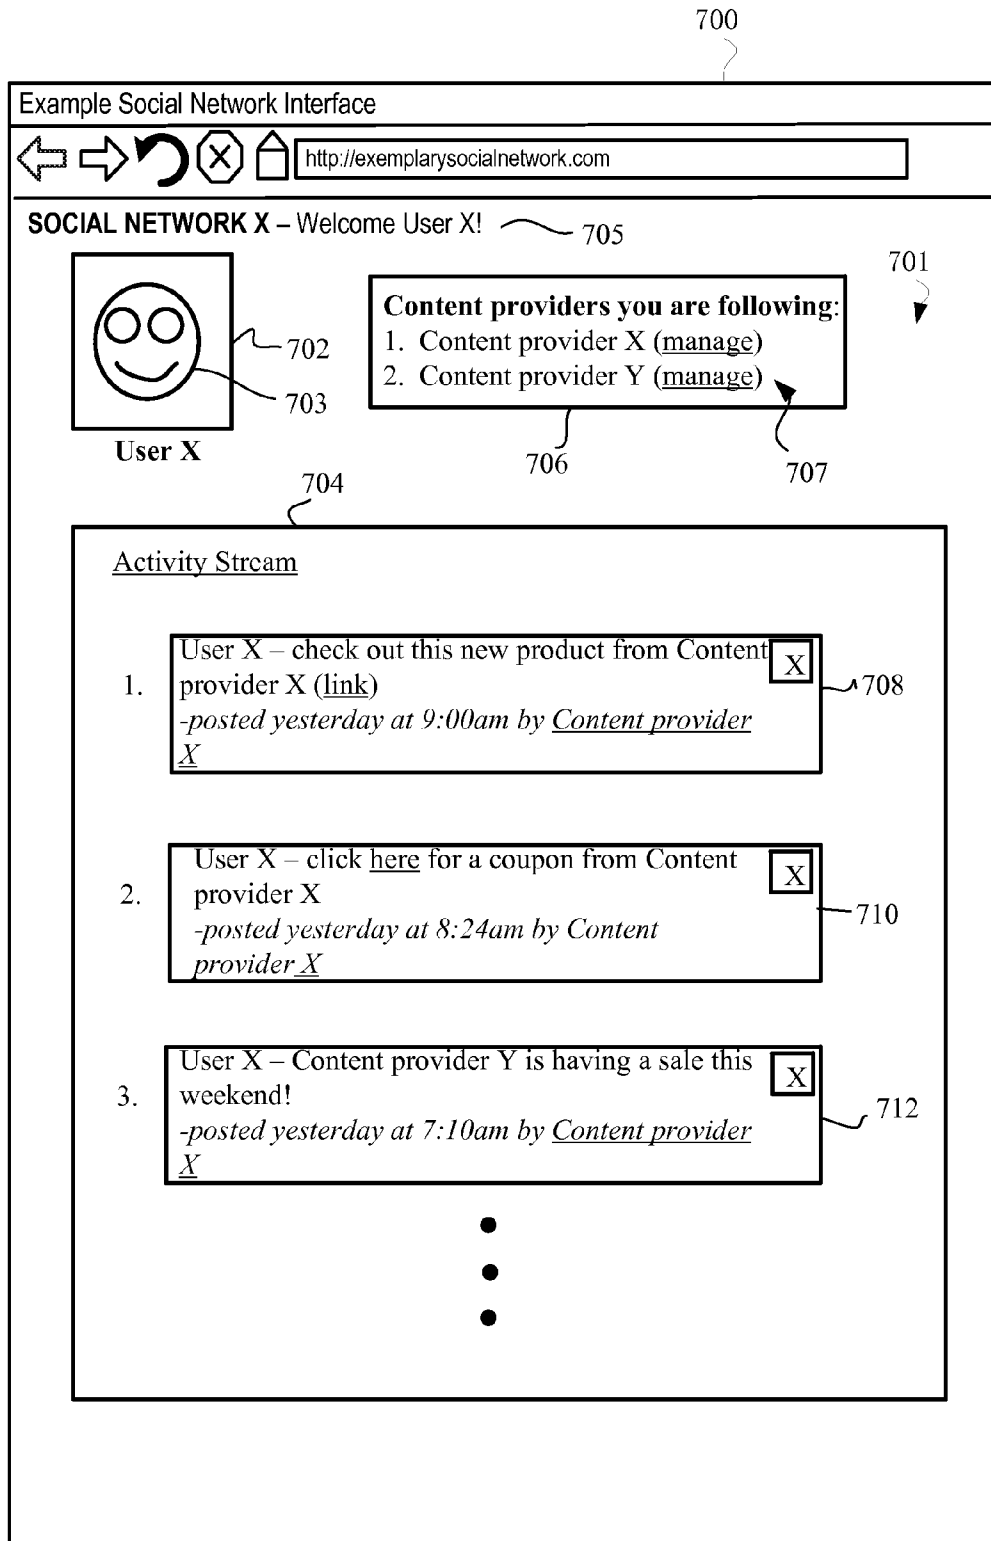 700
Example Social Network Interface
X
http://exemplarysocialnetwork.com
SOCIAL NETWORK X – Welcome User X!
705
701
Content providers you are following:
1. Content provider X (manage)
2. Content provider Y (manage)
702
703
User X
706
707
704
Activity Stream
1.
User X – check out this new product from Content
provider X (link)
-posted yesterday at 9:00am by Content provider
X
X
708
2.
User X – click here for a coupon from Content
provider X
-posted yesterday at 8:24am by Content
provider X
X
710
3.
User X – Content provider Y is having a sale this
weekend!
-posted yesterday at 7:10am by Content provider
X
X
712